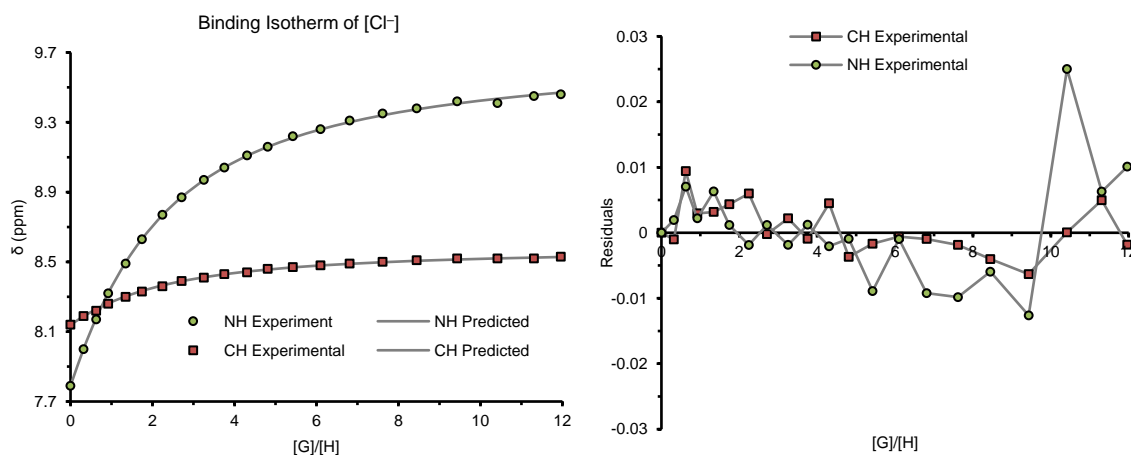 Binding Isotherm of [Cl⁻]
9.7
9.3
8.9
8.5
8.1
7.7
δ (ppm)
NH Experiment
NH Predicted
CH Experimental
CH Predicted
0 2 4 6 8 10 12
[G]/[H]
CH Experimental
NH Experimental
0.03
0.02
0.01
0
-0.01
-0.02
-0.03
Residuals
0 2 4 6 8 10 12
[G]/[H]